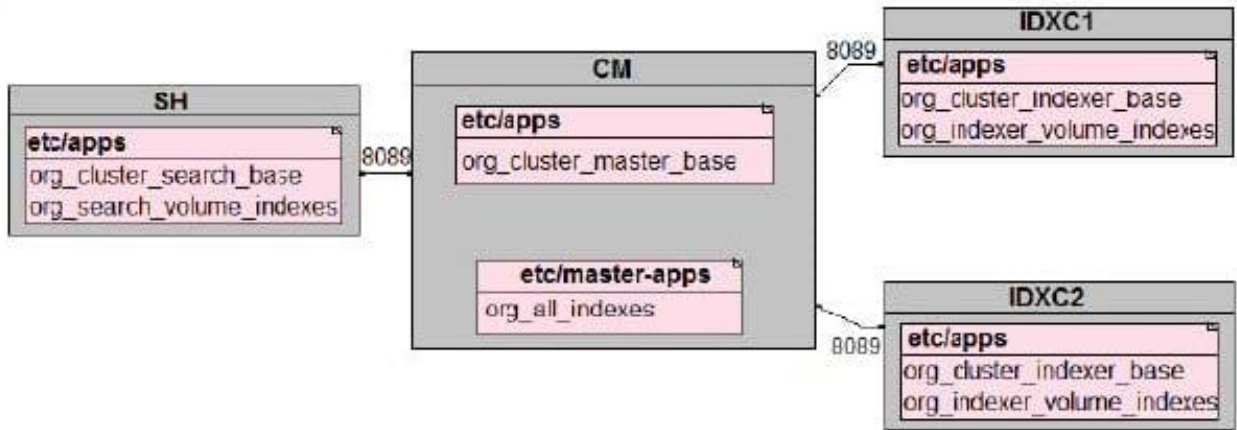 SH
etc/apps
org_cluster_search_base
org_search_volume_indexes
8089
CM
etc/apps
org_cluster_master_base
etc/master-apps
org_all_indexes
8089
IDXC1
etc/apps
org_cluster_indexer_base
org_indexer_volume_indexes
8089
IDXC2
etc/apps
org_cluster_indexer_base
org_indexer_volume_indexes